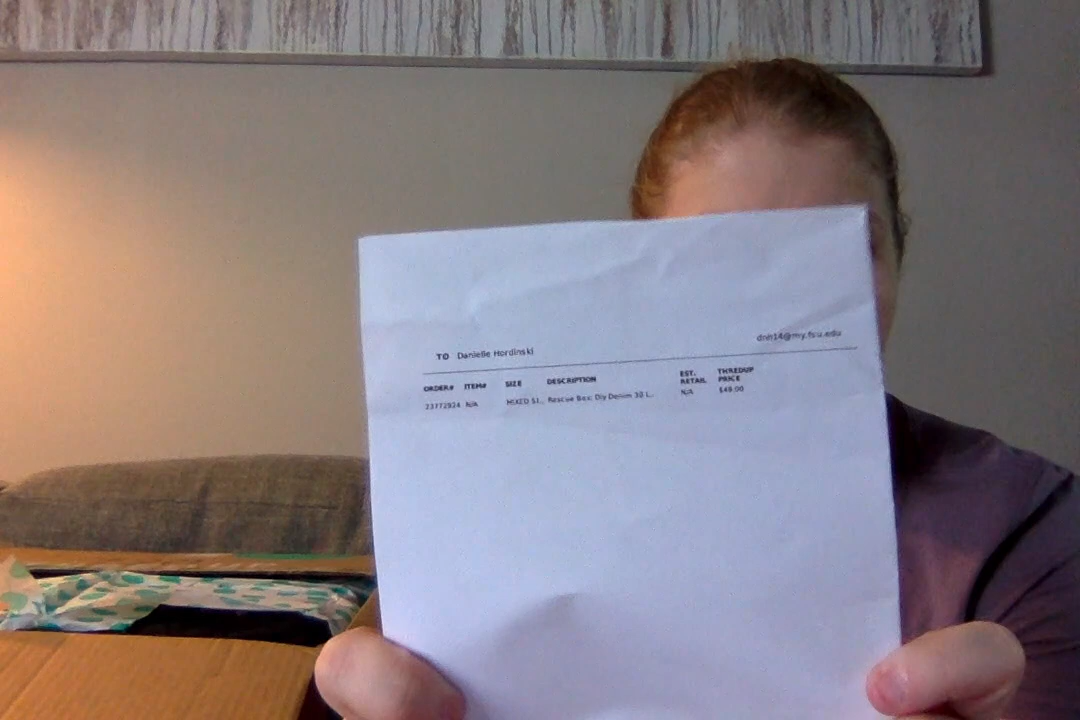 dnh14@my.fsu.edu
TO Danielle Hordinski
ORDER# ITEM# SIZE DESCRIPTION EST. RETAIL THREDUP PRICE
23772924 N/A MIXED SI.. Rescue Box: Diy Denim 10 L.. N/A $49.00